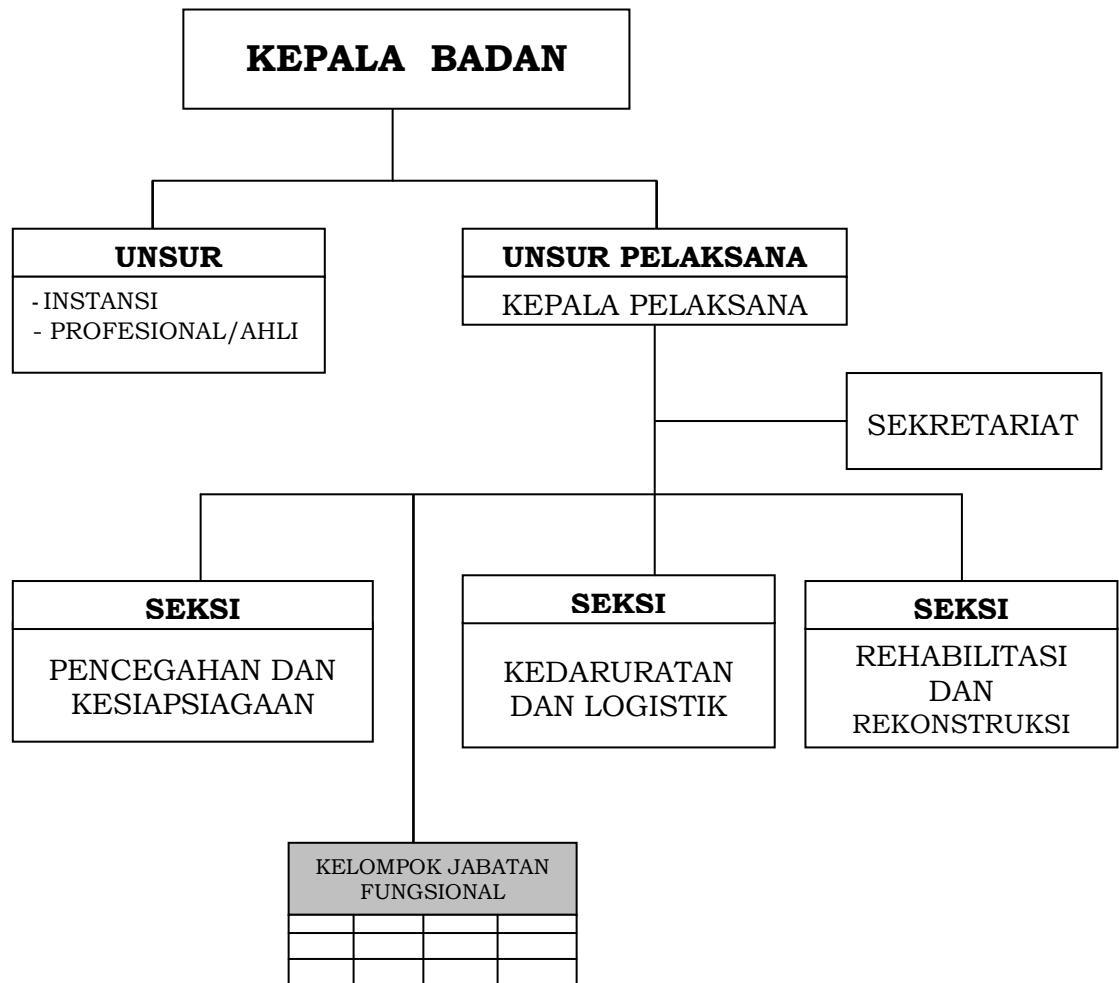 KEPALA BADAN
UNSUR
- INSTANSI
- PROFESIONAL/AHLI
UNSUR PELAKSANA
KEPALA PELAKSANA
SEKRETARIAT
SEKSI
PENCEGAHAN DAN
KESIAPSIAGAAN
SEKSI
KEDARURATAN
DAN LOGISTIK
SEKSI
REHABILITASI
DAN
REKONSTRUKSI
KELOMPOK JABATAN
FUNGSIONAL